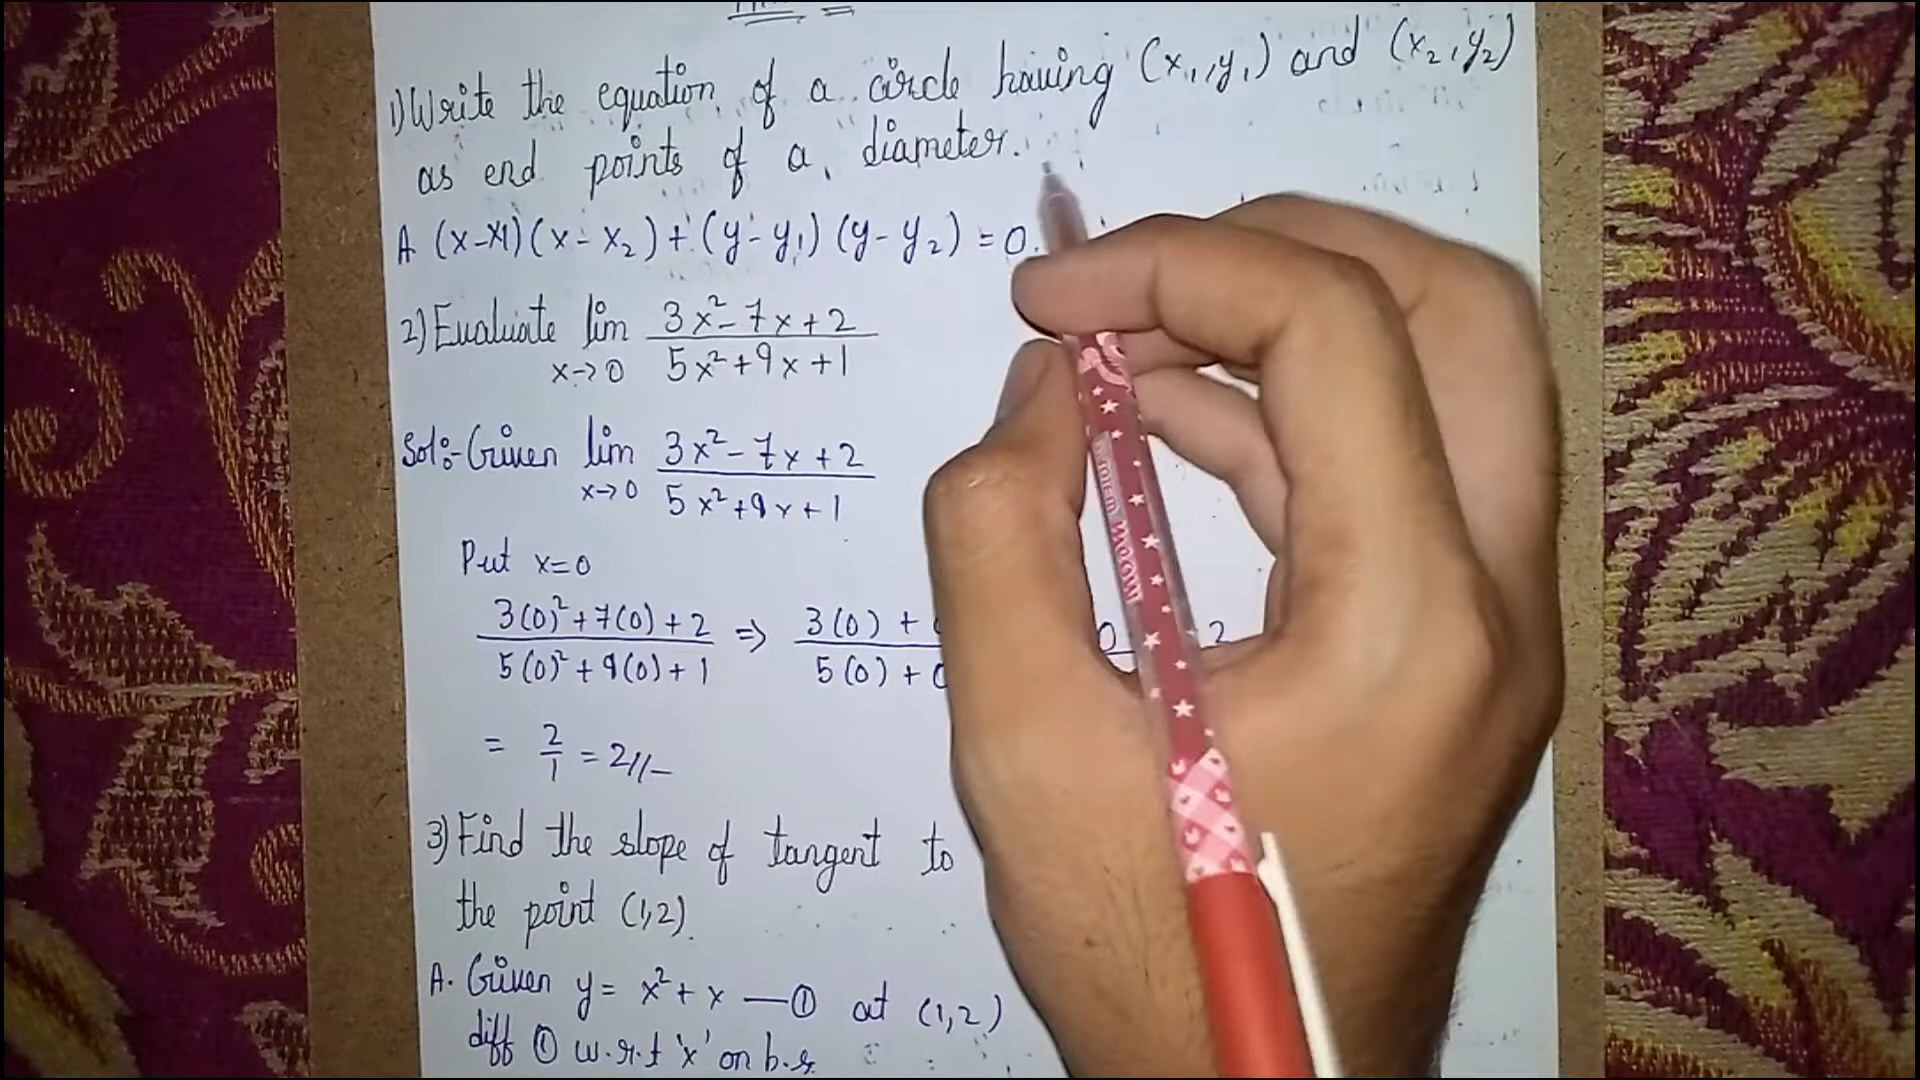 1) Write the equation of a circle having (x₁,y₁) and (x₂,y₂)
as end points of a diameter.
A (x-x1)(x-x₂)+(y-y₁)(y-y₂)=0.
2) Evaluate lim x→0 3x²-7x+2 / 5x²+9x+1
Sol:- Given lim x→0 3x²-7x+2 / 5x²+9x+1
Put x=0
3(0)²+7(0)+2 / 5(0)²+9(0)+1 ⇒ 3(0)+ / 5(0)+ 0 2
= 2/1 = 2//-
3) Find the slope of tangent to
the point (1,2).
A. Given y= x²+x —① at (1,2)
diff ① w.r.t 'x' on b.s.
meow